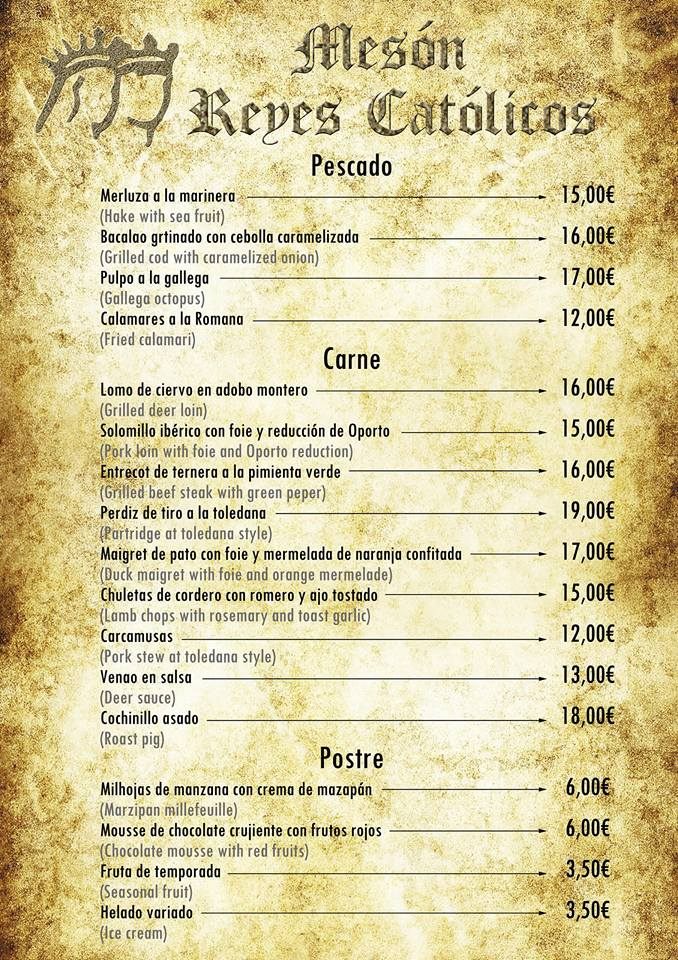 Mesón
Reyes Católicos
Pescado
Merluza a la marinera 15,00€
(Hake with sea fruit)
Bacalao grtinado con cebolla caramelizada 16,00€
(Grilled cod with caramelized onion)
Pulpo a la gallega 17,00€
(Gallega octopus)
Calamares a la Romana 12,00€
(Fried calamari)
Carne
Lomo de ciervo en adobo montero 16,00€
(Grilled deer loin)
Solomillo ibérico con foie y reducción de Oporto 15,00€
(Pork loin with foie and Oporto reduction)
Entrecot de ternera a la pimienta verde 16,00€
(Grilled beef steak with green peper)
Perdiz de tiro a la toledana 19,00€
(Partridge at toledana style)
Maigret de pato con foie y mermelada de naranja confitada 17,00€
(Duck maigret with foie and orange mermelade)
Chuletas de cordero con romero y ajo tostado 15,00€
(Lamb chops with rosemary and toast garlic)
Carcamusas 12,00€
(Pork stew at toledana style)
Venao en salsa 13,00€
(Deer sauce)
Cochinillo asado 18,00€
(Roast pig)
Postre
Milhojas de manzana con crema de mazapán 6,00€
(Marzipan millefeuille)
Mousse de chocolate crujiente con frutos rojos 6,00€
(Chocolate mousse with red fruits)
Fruta de temporada 3,50€
(Seasonal fruit)
Helado variado 3,50€
(Ice cream)